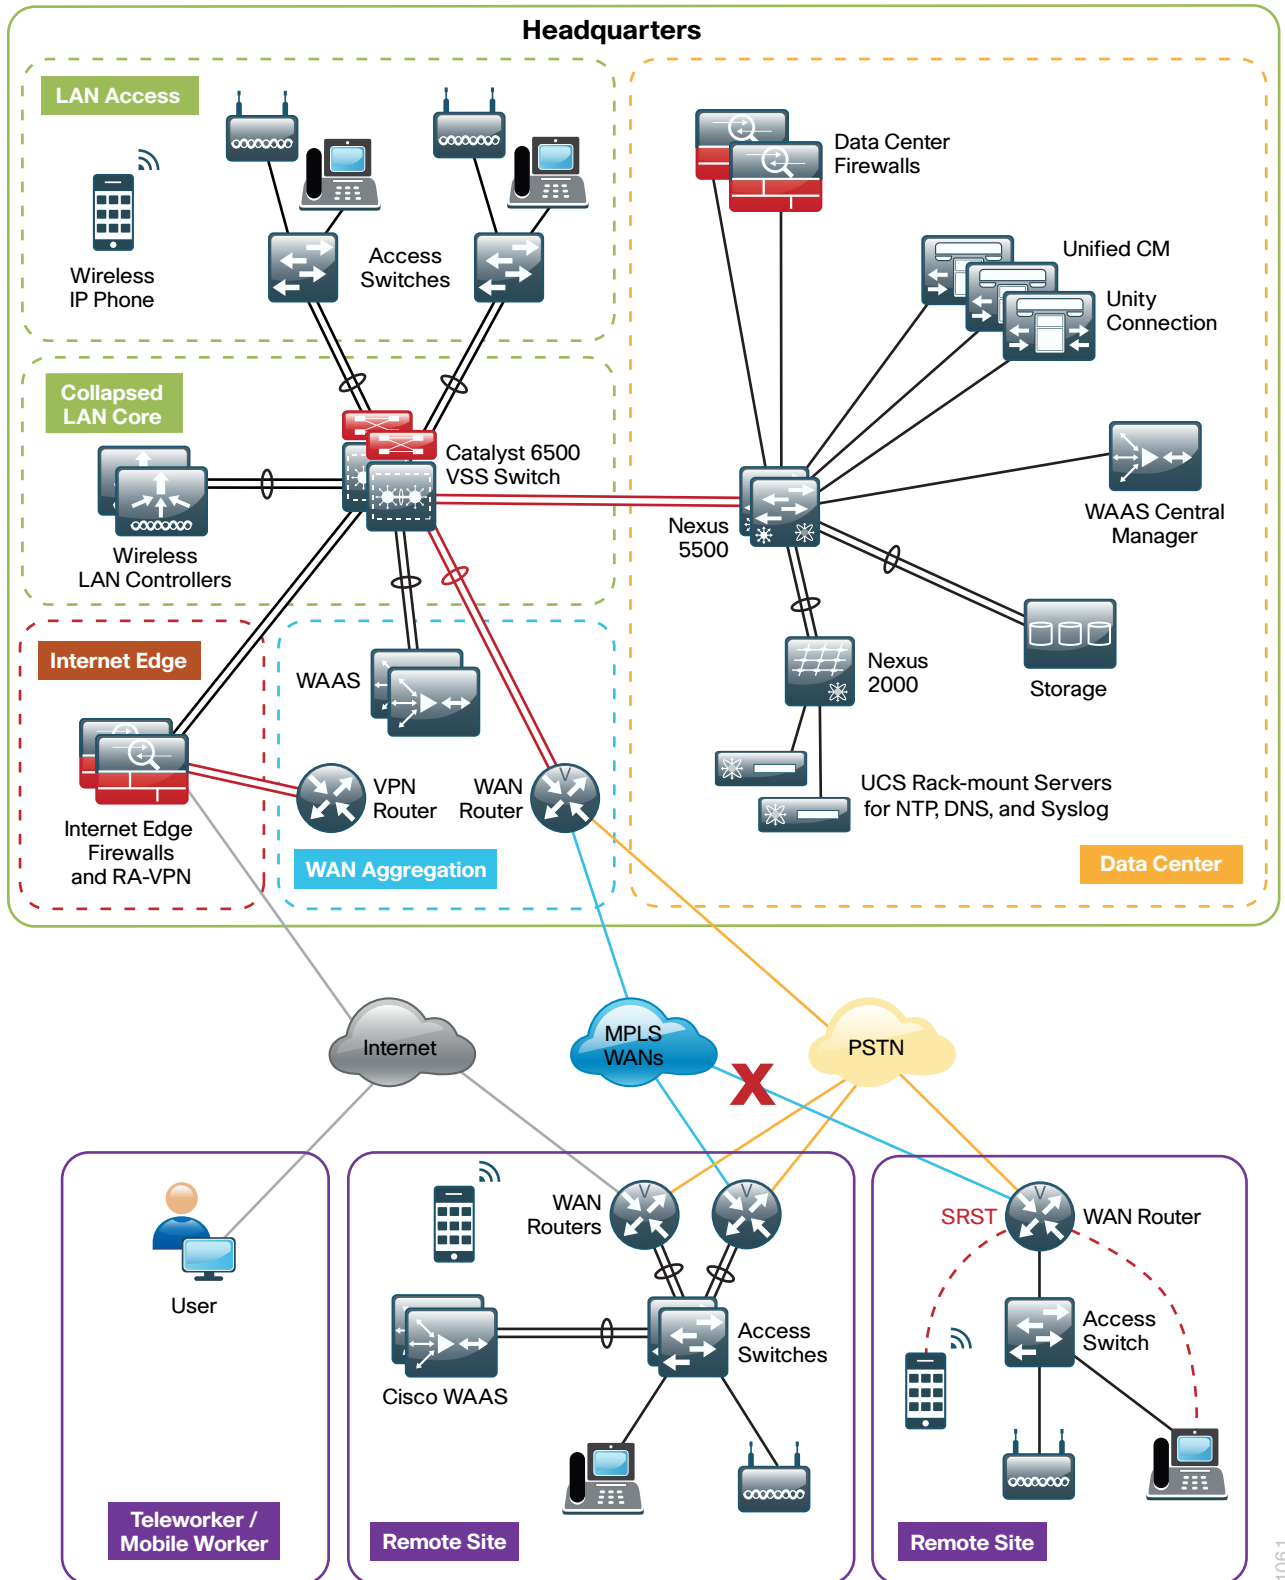 Headquarters
LAN Access
Wireless
IP Phone
Access
Switches
Data Center
Firewalls
Unified CM
Unity
Connection
Collapsed
LAN Core
Catalyst 6500
VSS Switch
Wireless
LAN Controllers
Nexus
5500
WAAS Central
Manager
Nexus
2000
Storage
Internet Edge
WAAS
VPN
Router
WAN
Router
UCS Rack-mount Servers
for NTP, DNS, and Syslog
Internet Edge
Firewalls
and RA-VPN
WAN Aggregation
Data Center
V
Internet
MPLS
WANs
X
PSTN
User
Teleworker /
Mobile Worker
WAN
Routers
V
V
Cisco WAAS
Access
Switches
Remote Site
SRST
V
WAN Router
Access
Switch
Remote Site
1061